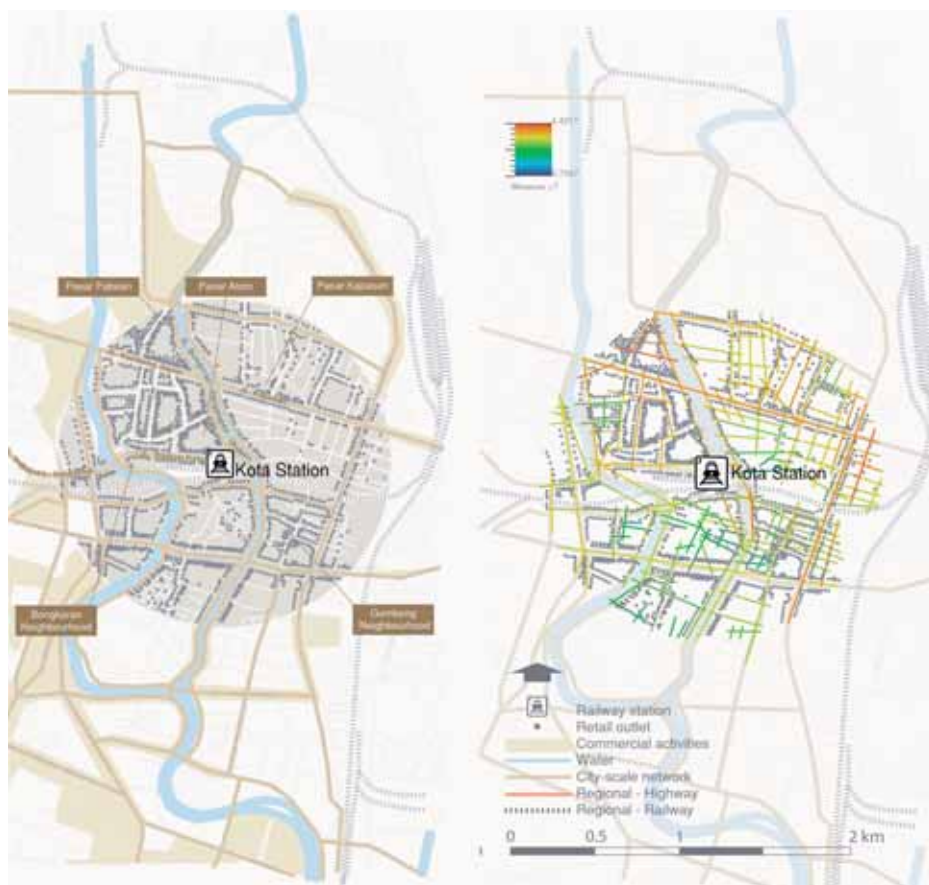 Pasar Pabean
Pasar Atom
Pasar Kapasan
Kota Station
Bongkaran
Neighbourhood
Gembong
Neighbourhood
Kota Station
Railway station
Retail outlet
Commercial activities
Water
City-scale network
Regional - Highway
Regional - Railway
0 0.5 1 2 km